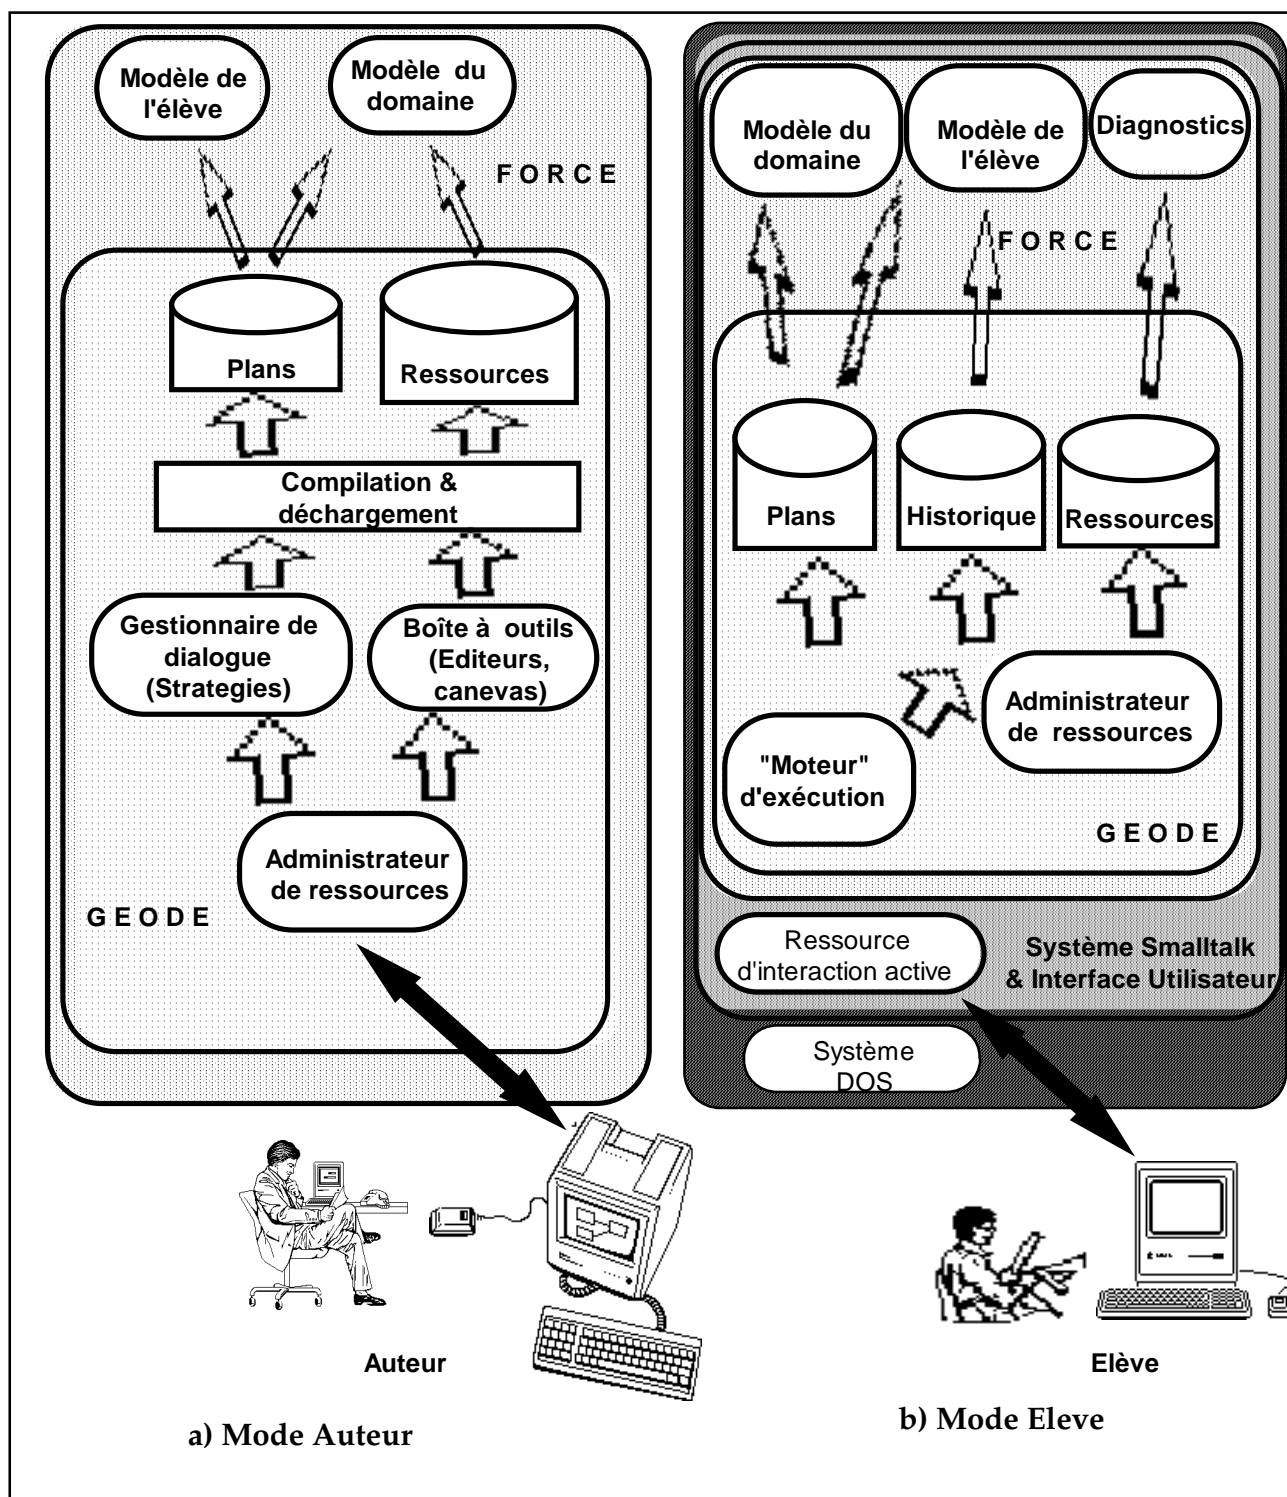 Modèle de
l'élève
Modèle du
domaine
F O R C E
Plans
Ressources
Compilation &
déchargement
Gestionnaire de
dialogue
(Strategies)
Boîte à outils
(Editeurs,
canevas)
Administrateur
de ressources
G E O D E
Auteur
a) Mode Auteur
Modèle du
domaine
Modèle de
l'élève
Diagnostics
F O R C E
Plans
Historique
Ressources
Administrateur
de ressources
"Moteur"
d'exécution
G E O D E
Ressource
d'interaction active
Système Smalltalk
& Interface Utilisateur
Système
DOS
Elève
b) Mode Eleve